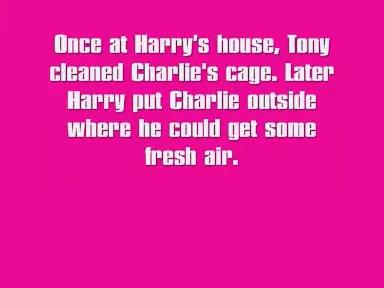 Once at Harry's house, Tony
cleaned Charlie's cage. Later
Harry put Charlie outside
where he could get some
fresh air.